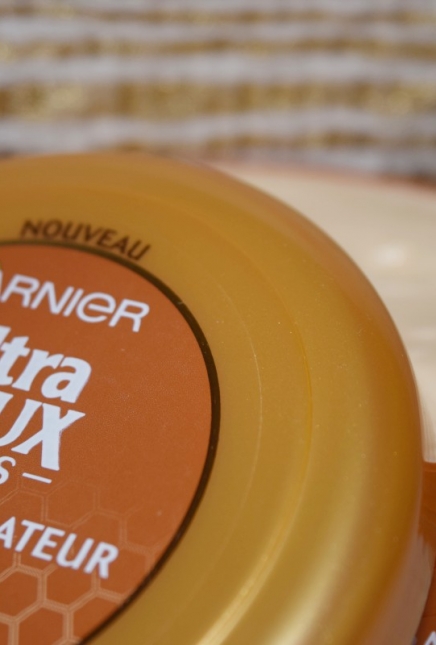 NOUVEAU
ARNIER
ltra
UX
S –
ATEUR